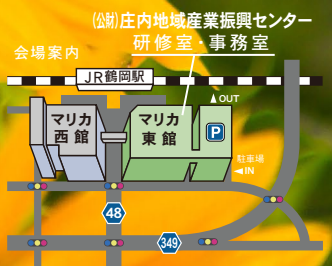 (公財)庄内地域産業振興センター
研修室・事務室
会場案内
JR鶴岡駅
▲OUT
マリカ
西館
マリカ
東館
P
駐車場
◀IN
48
349